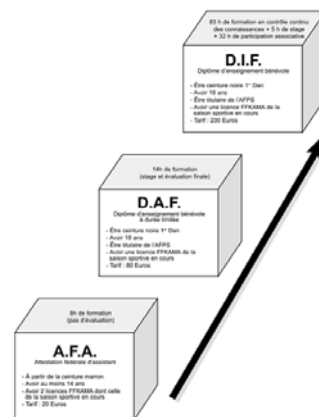 85 h de formation en contrôle continu
des connaissances + 5 h de stage
+ 32 h de participation associative
D.I.F.
Diplôme d'enseignement bénévole
- Être ceinture noire 1er Dan
- Avoir 18 ans
- Être titulaire de l'AFPS
- Avoir une licence FFKAMA de la
saison sportive en cours
- Tarif : 230 Euros
14h de formation
(stage et évaluation finale)
D.A.F.
Diplôme d'enseignement bénévole
à durée limitée
- Être ceinture noire 1er Dan
- Avoir 16 ans
- Être titulaire de l'AFPS
- Avoir une licence FFKAMA de la
saison sportive en cours
- Tarif : 80 Euros
8h de formation
(pas d'évaluation)
A.F.A.
Attestation fédérale d'assistant
- À partir de la ceinture marron
- Avoir au moins 14 ans
- Avoir 2 licences FFKAMA dont celle
de la saison sportive en cours
- Tarif : 20 Euros